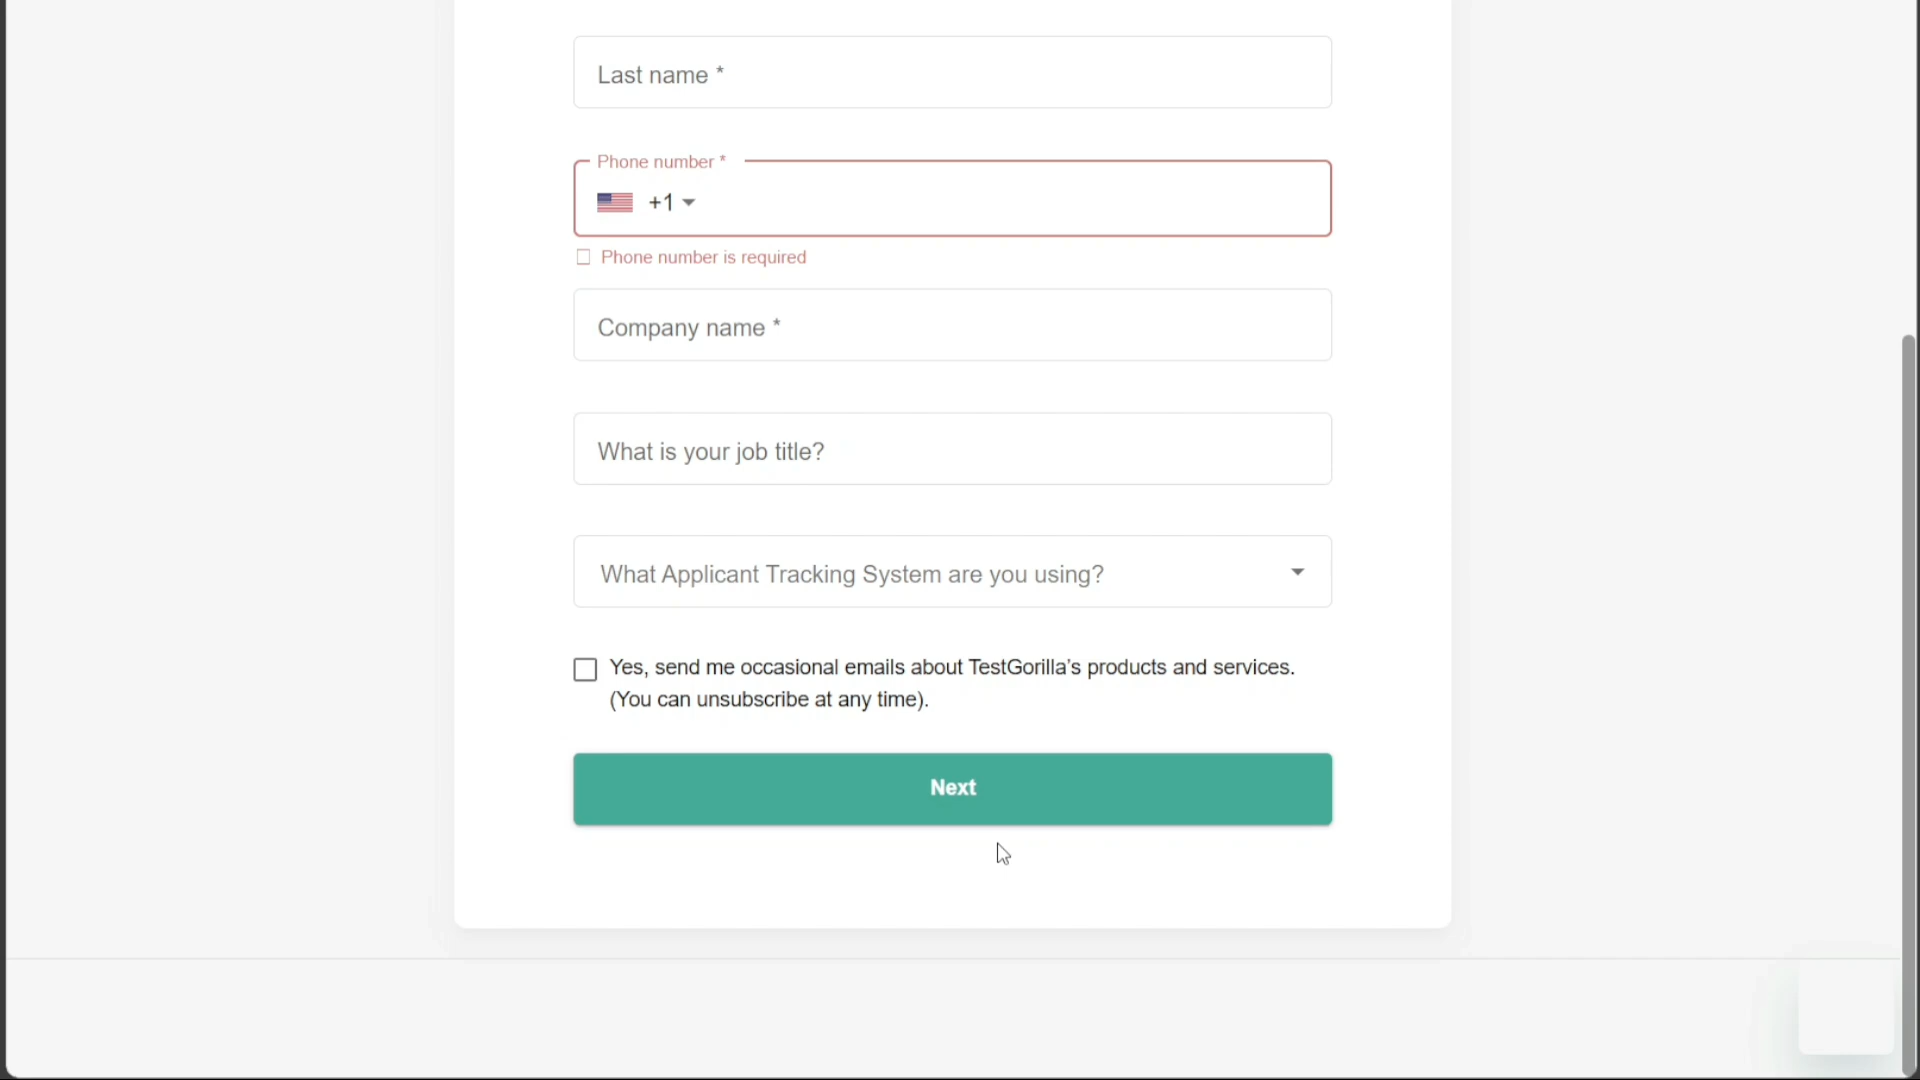 Last name *
Phone number *
+1
Phone number is required
Company name *
What is your job title?
What Applicant Tracking System are you using?
Yes, send me occasional emails about TestGorilla’s products and services.
(You can unsubscribe at any time).
Next